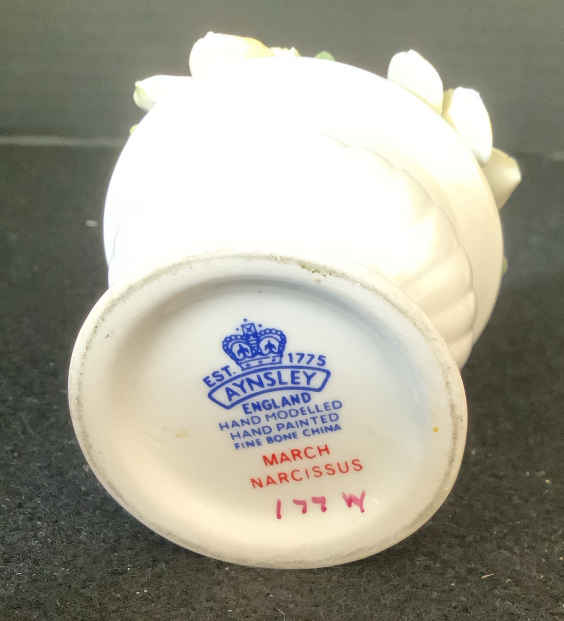 EST. 1775
AYNSLEY
ENGLAND
HAND MODELLED
HAND PAINTED
FINE BONE CHINA
MARCH
NARCISSUS
177 W